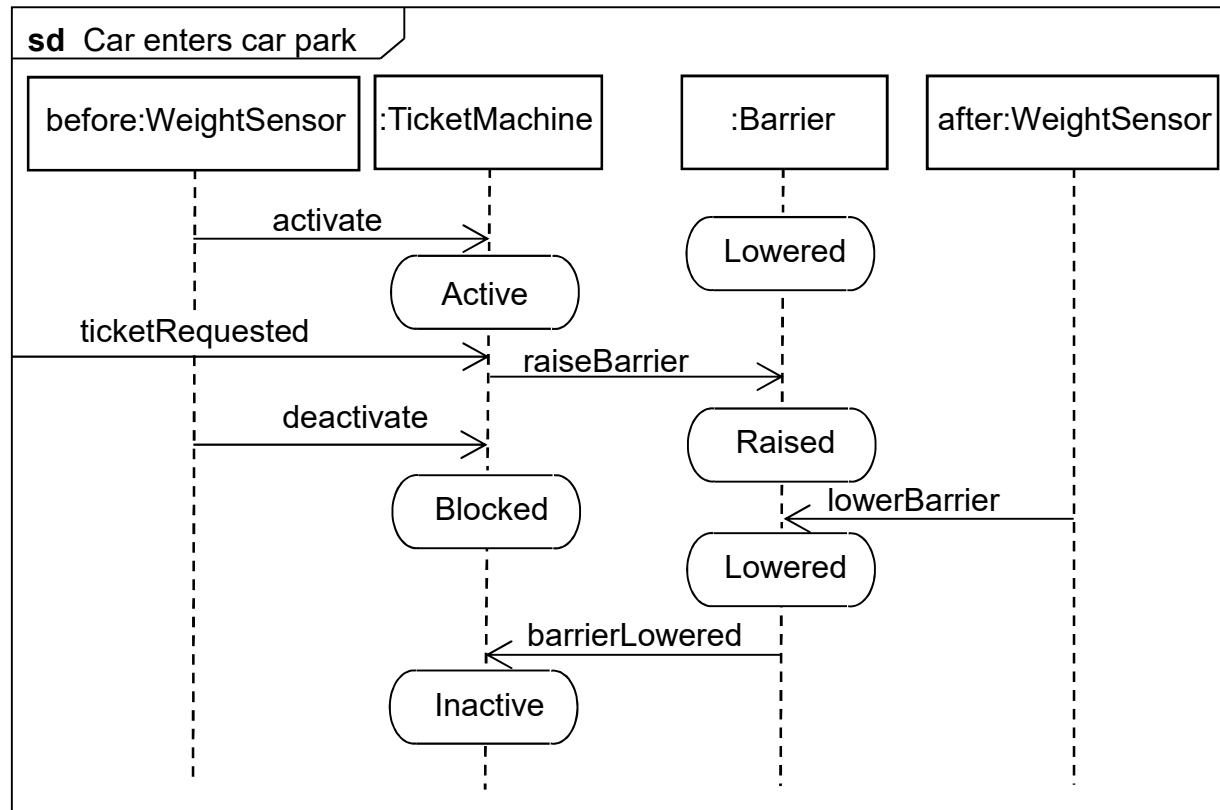 sd Car enters car park
before:WeightSensor
:TicketMachine
:Barrier
after:WeightSensor
activate
Lowered
Active
ticketRequested
raiseBarrier
deactivate
Raised
lowerBarrier
Blocked
Lowered
barrierLowered
Inactive